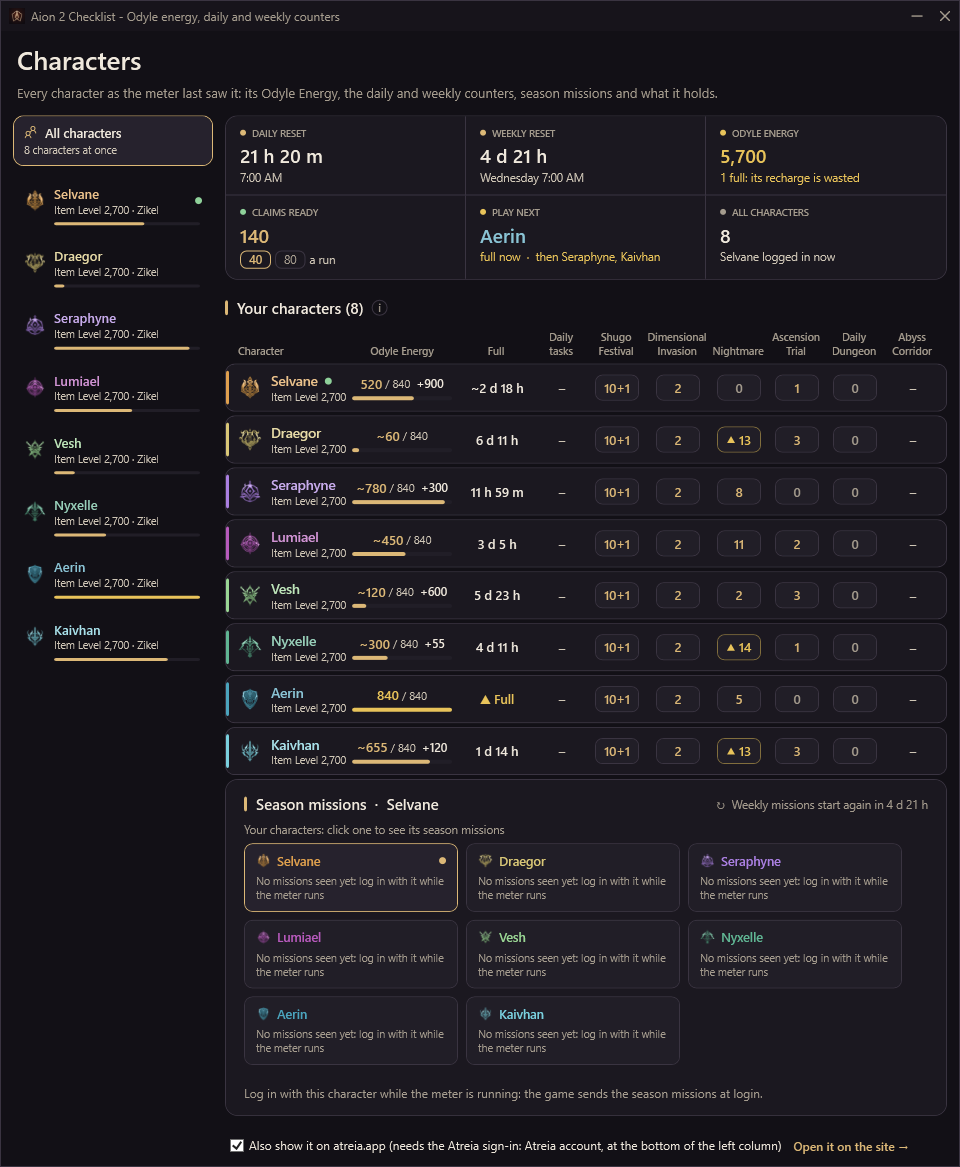 Aion 2 Checklist - Odyle energy, daily and weekly counters
Characters
Every character as the meter last saw it: its Odyle Energy, the daily and weekly counters, season missions and what it holds.
All characters
8 characters at once
Selvane
Item Level 2,700 · Zikel
Draegor
Item Level 2,700 · Zikel
Seraphyne
Item Level 2,700 · Zikel
Lumiael
Item Level 2,700 · Zikel
Vesh
Item Level 2,700 · Zikel
Nyxelle
Item Level 2,700 · Zikel
Aerin
Item Level 2,700 · Zikel
Kaivhan
Item Level 2,700 · Zikel
DAILY RESET
21 h 20 m
7:00 AM
WEEKLY RESET
4 d 21 h
Wednesday 7:00 AM
ODYLE ENERGY
5,700
1 full: its recharge is wasted
CLAIMS READY
140
40 80 a run
PLAY NEXT
Aerin
full now · then Seraphyne, Kaivhan
ALL CHARACTERS
8
Selvane logged in now
Your characters (8) i
Character Odyle Energy Full Daily tasks Shugo Festival Dimensional Invasion Nightmare Ascension Trial Daily Dungeon Abyss Corridor
Selvane 520 / 840 +900 ~2 d 18 h – 10+1 2 0 1 0 –
Item Level 2,700
Draegor ~60 / 840 6 d 11 h – 10+1 2 ▲ 13 3 0 –
Item Level 2,700
Seraphyne ~780 / 840 +300 11 h 59 m – 10+1 2 8 0 0 –
Item Level 2,700
Lumiael ~450 / 840 3 d 5 h – 10+1 2 11 2 0 –
Item Level 2,700
Vesh ~120 / 840 +600 5 d 23 h – 10+1 2 2 3 0 –
Item Level 2,700
Nyxelle ~300 / 840 +55 4 d 11 h – 10+1 2 ▲ 14 1 0 –
Item Level 2,700
Aerin 840 / 840 ▲ Full – 10+1 2 5 0 0 –
Item Level 2,700
Kaivhan ~655 / 840 +120 1 d 14 h – 10+1 2 ▲ 13 3 0 –
Item Level 2,700
Season missions · Selvane
↻ Weekly missions start again in 4 d 21 h
Your characters: click one to see its season missions
Selvane
No missions seen yet: log in with it while
the meter runs
Draegor
No missions seen yet: log in with it while
the meter runs
Seraphyne
No missions seen yet: log in with it while
the meter runs
Lumiael
No missions seen yet: log in with it while
the meter runs
Vesh
No missions seen yet: log in with it while
the meter runs
Nyxelle
No missions seen yet: log in with it while
the meter runs
Aerin
No missions seen yet: log in with it while
the meter runs
Kaivhan
No missions seen yet: log in with it while
the meter runs
Log in with this character while the meter is running: the game sends the season missions at login.
Also show it on atreia.app (needs the Atreia sign-in: Atreia account, at the bottom of the left column) Open it on the site →